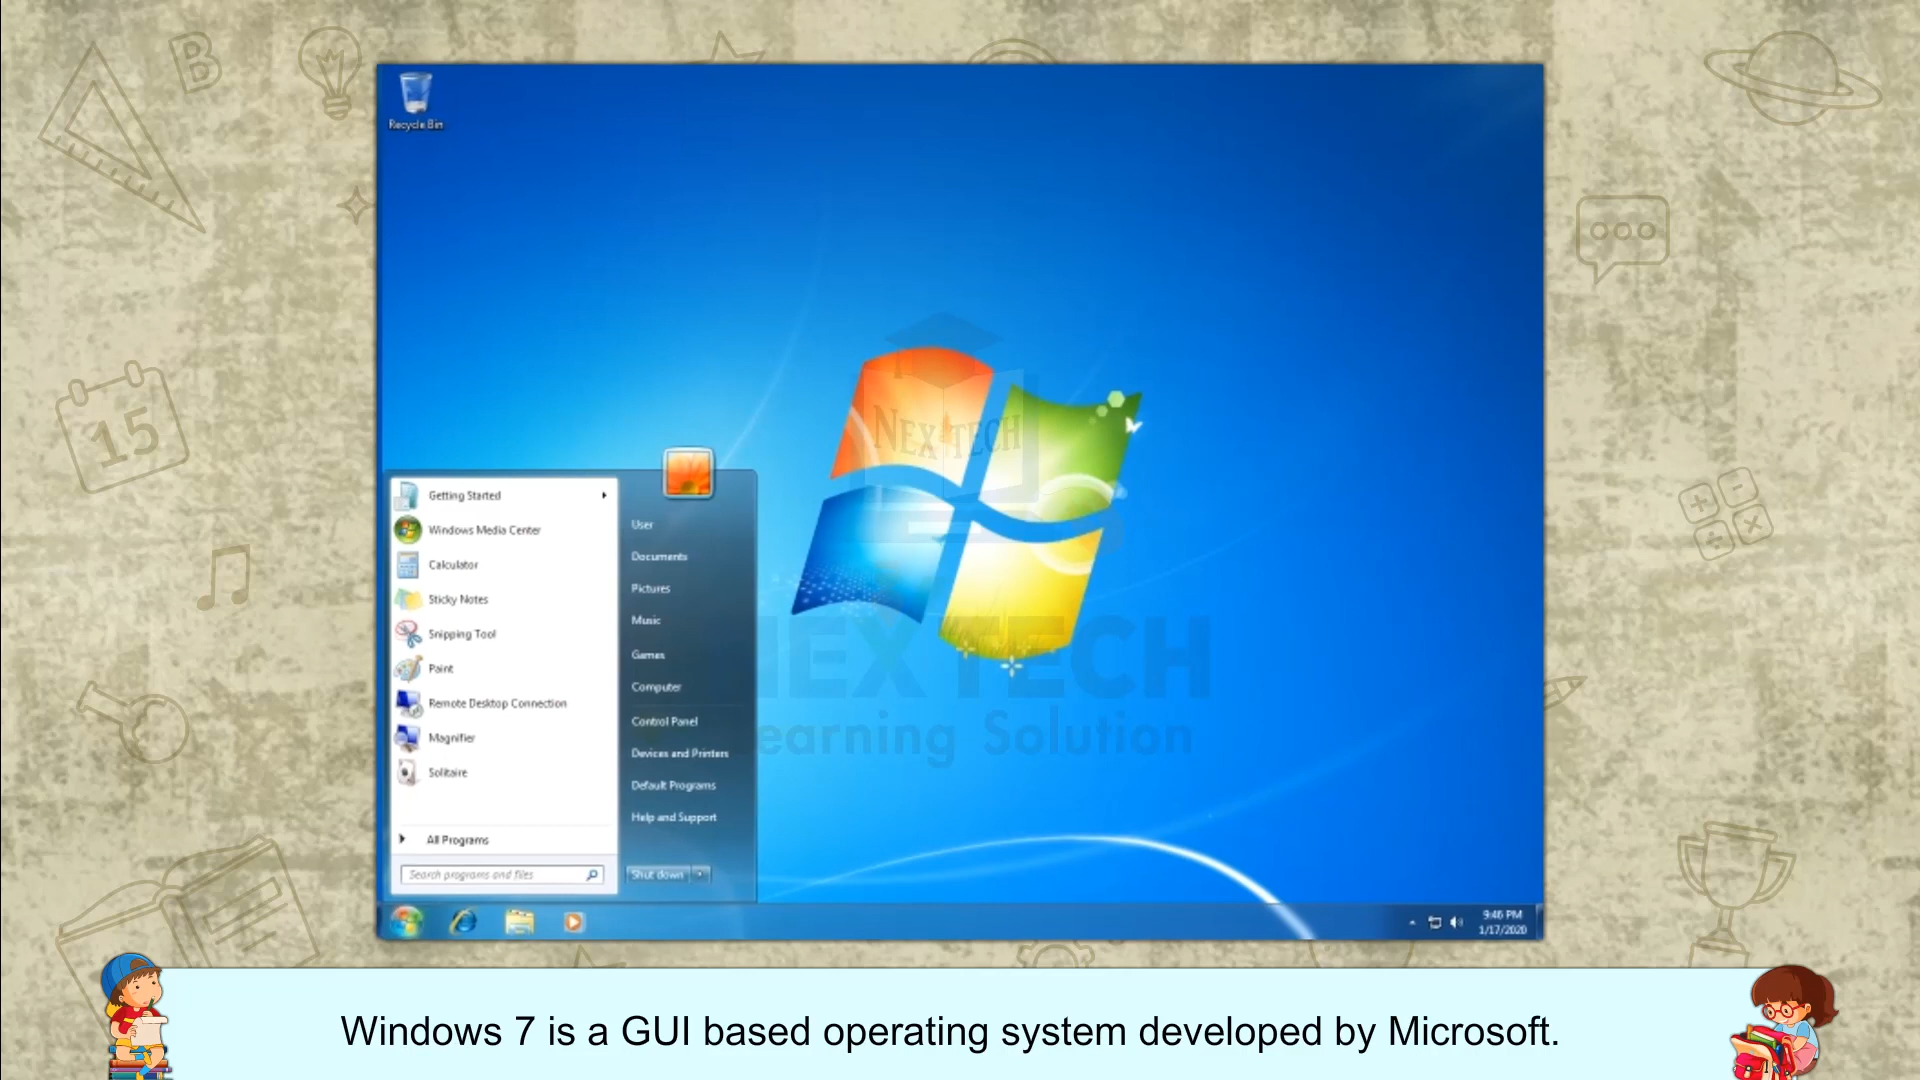 B
15
Recycle Bin
NEX TECH
Getting Started
Windows Media Center
Calculator
Sticky Notes
Snipping Tool
Paint
Remote Desktop Connection
Magnifier
Solitaire
All Programs
Search programs and files
User
Documents
Pictures
Music
Games
Computer
Control Panel
Devices and Printers
Default Programs
Help and Support
Shut down
NEXTECH
Learning Solution
9:46 PM
1/17/2020
Windows 7 is a GUI based operating system developed by Microsoft.